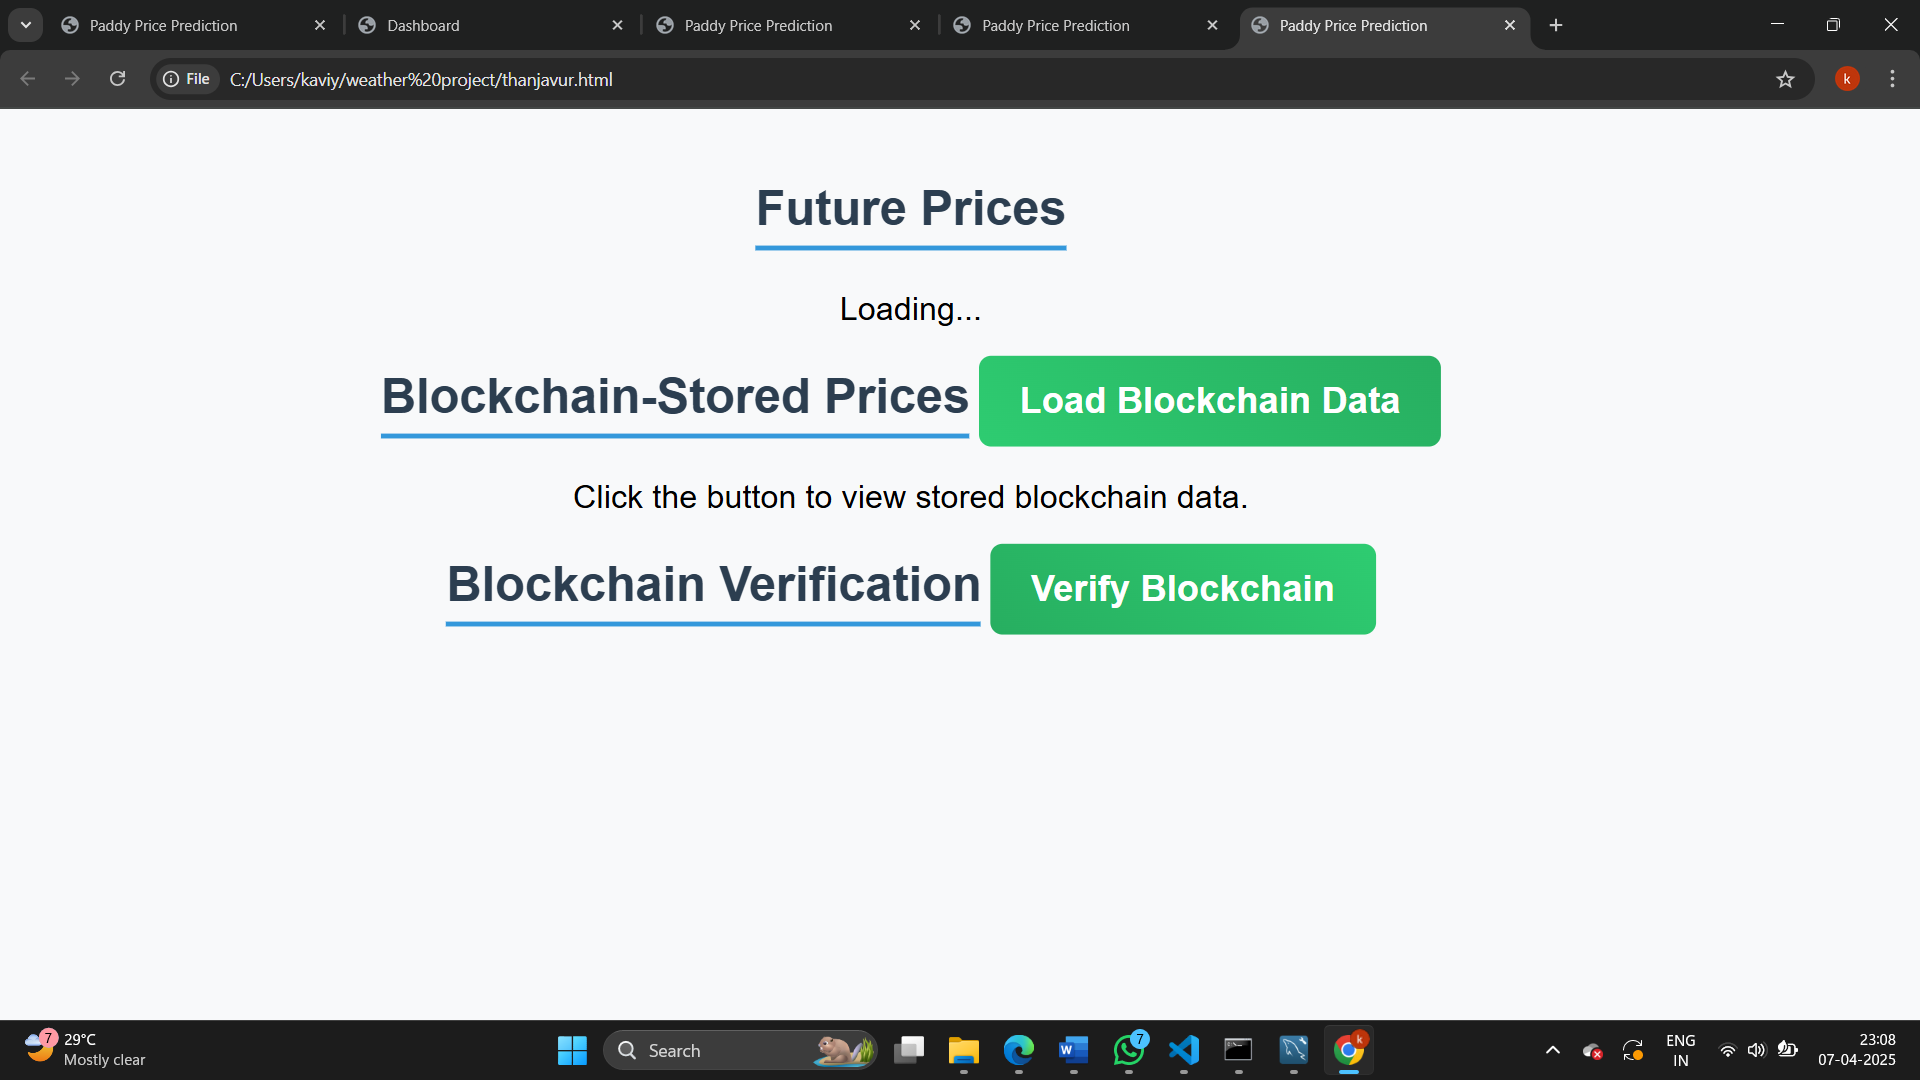 Paddy Price Prediction
Dashboard
Paddy Price Prediction
Paddy Price Prediction
Paddy Price Prediction
File
C:/Users/kaviy/weather%20project/thanjavur.html
k
Future Prices
Loading...
Blockchain-Stored Prices
Load Blockchain Data
Click the button to view stored blockchain data.
Blockchain Verification
Verify Blockchain
7
29°C
Mostly clear
Search
W
7
k
ENG
IN
23:08
07-04-2025